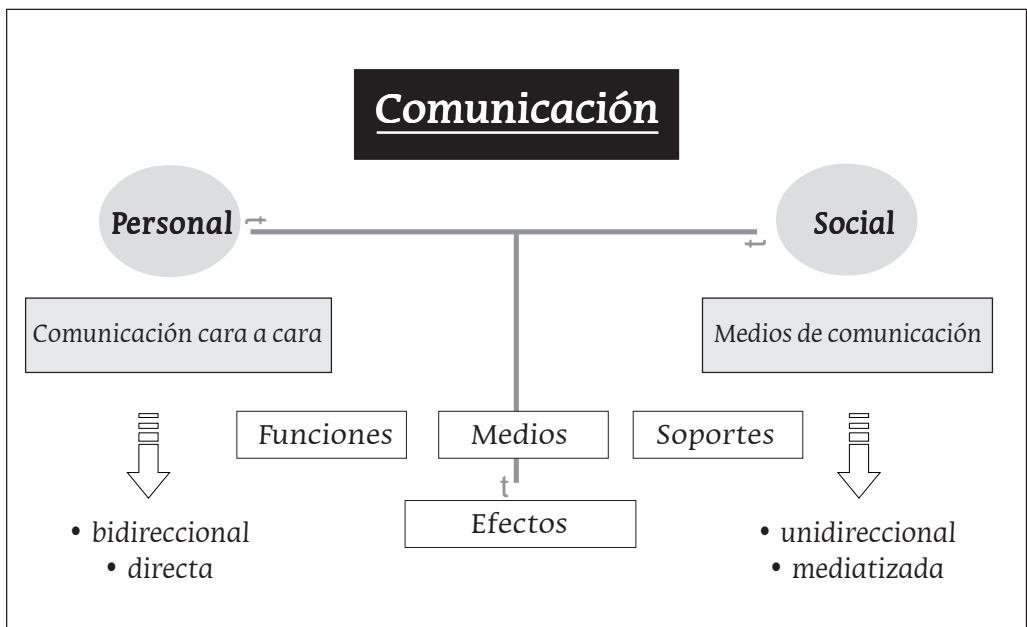 Comunicación
Personal
t
t
Social
Comunicación cara a cara
Medios de comunicación
Funciones
Medios
Soportes
t
Efectos
• bidireccional
• directa
• unidireccional
• mediatizada